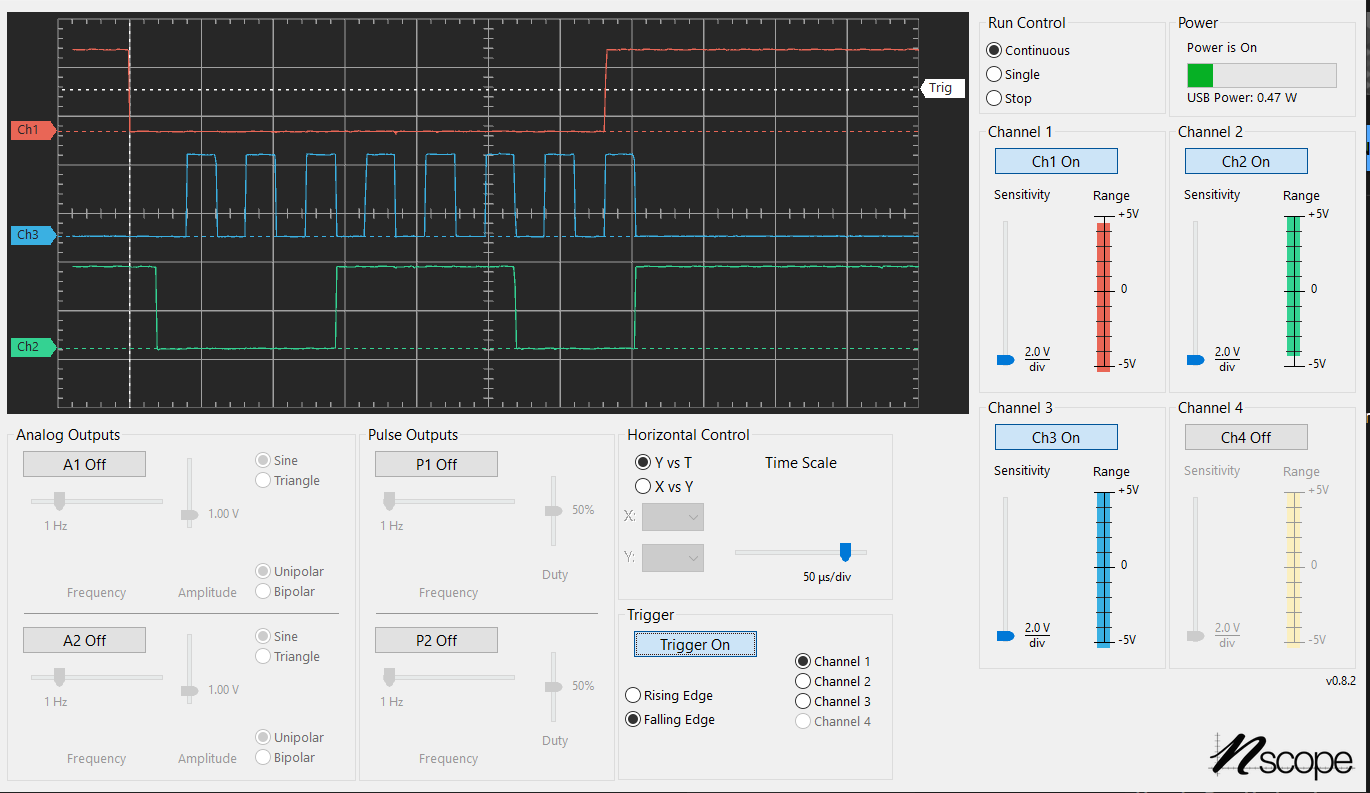 Trig
Ch1
Ch3
Ch2
Run Control
Continuous
Single
Stop
Power
Power is On
USB Power: 0.47 W
Channel 1
Ch1 On
Sensitivity
Range
+5V
0
-5V
2.0 V
div
Channel 2
Ch2 On
Sensitivity
Range
+5V
0
-5V
2.0 V
div
Channel 3
Ch3 On
Sensitivity
Range
+5V
0
-5V
2.0 V
div
Channel 4
Ch4 Off
Sensitivity
Range
+5V
0
-5V
2.0 V
div
Analog Outputs
A1 Off
Sine
Triangle
1 Hz
1.00 V
Unipolar
Bipolar
Frequency
Amplitude
A2 Off
Sine
Triangle
1 Hz
1.00 V
Unipolar
Bipolar
Frequency
Amplitude
Pulse Outputs
P1 Off
1 Hz
50%
Duty
Frequency
P2 Off
1 Hz
50%
Duty
Frequency
Horizontal Control
Y vs T
X vs Y
Time Scale
X:
Y:
50 µs/div
Trigger
Trigger On
Rising Edge
Falling Edge
Channel 1
Channel 2
Channel 3
Channel 4
v0.8.2
nscope